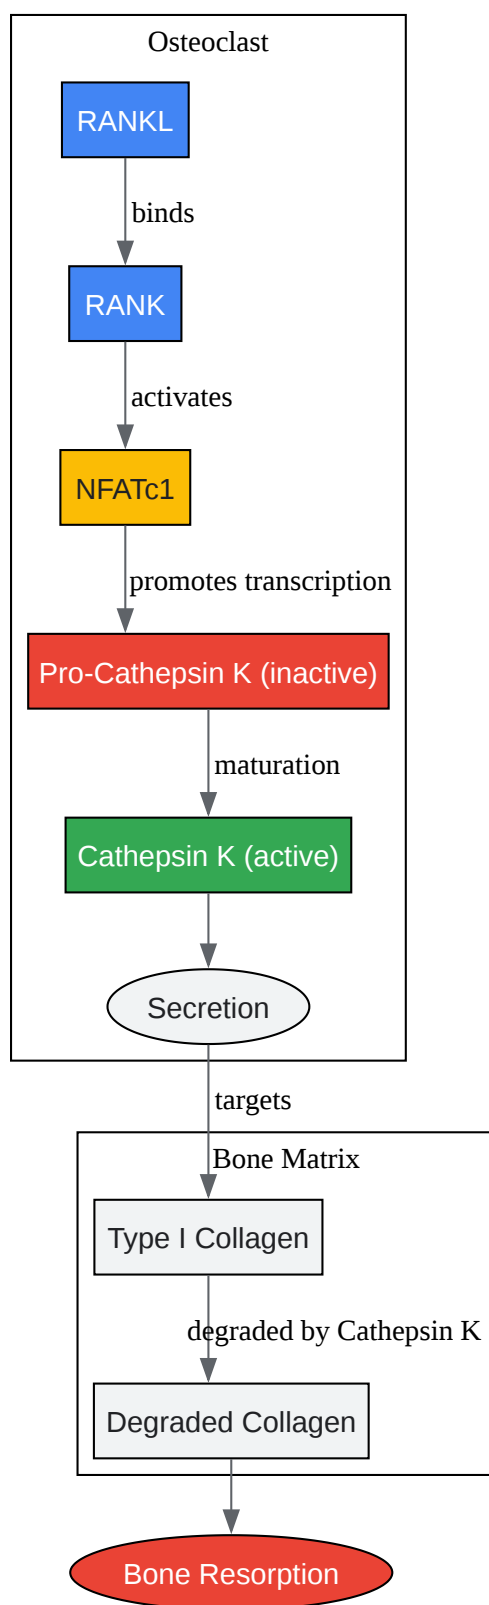 Osteoclast
RANKL
binds
RANK
activates
NFATc1
promotes transcription
Pro-Cathepsin K (inactive)
maturation
Cathepsin K (active)
Secretion
targets
Bone Matrix
Type I Collagen
degraded by Cathepsin K
Degraded Collagen
Bone Resorption